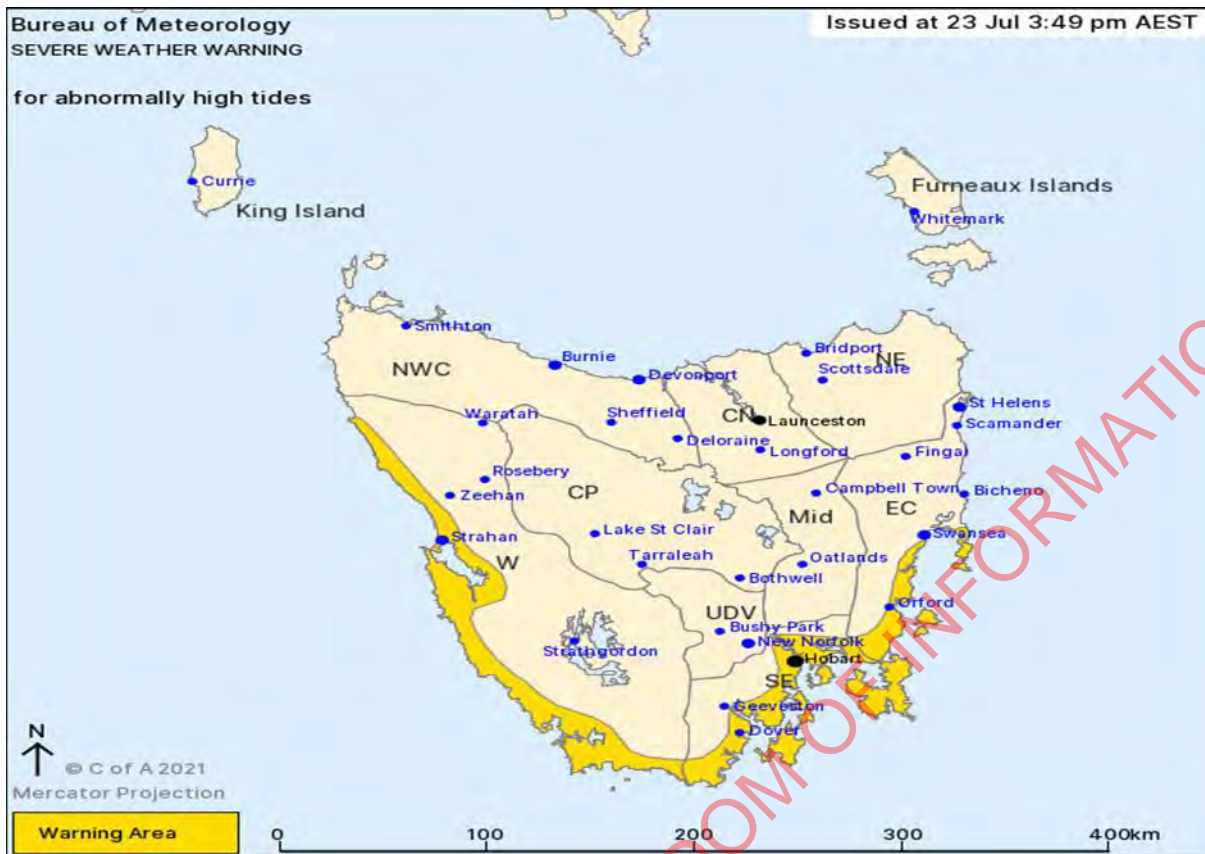 Bureau of Meteorology
SEVERE WEATHER WARNING
for abnormally high tides
Issued at 23 Jul 3:49 pm AEST
Currie
King Island
Furneaux Islands
Whitemark
Smithton
Burnie
Devonport
Bridport
NE
Scottsdale
NWC
St Helens
Scamander
Waratah
Sheffield
CN
Launceston
Deloraine
Longford
Fingal
Rosebery
Zeehan
CP
Campbell Town
Bicheno
EC
Mid
Strahan
Lake St Clair
Swansea
W
Tarraleah
Oatlands
Bothwell
UDV
Orford
Bushy Park
New Norfolk
Strathgordon
Hobart
SE
Geeveston
Dover
N
© C of A 2021
Mercator Projection
Warning Area
0 100 200 300 400km
DOM OF INFORMATIO